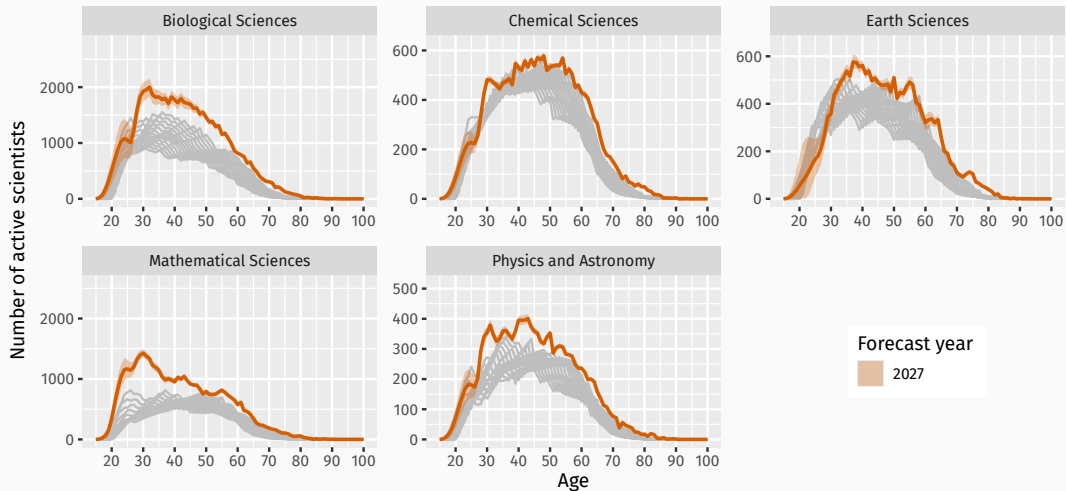 Biological Sciences
Chemical Sciences
Earth Sciences
2000
1000
0
600
400
200
0
600
400
200
0
20 30 40 50 60 70 80 90 100
20 30 40 50 60 70 80 90 100
20 30 40 50 60 70 80 90 100
Number of active scientists
Mathematical Sciences
Physics and Astronomy
2000
1000
0
500
400
300
200
100
0
20 30 40 50 60 70 80 90 100
20 30 40 50 60 70 80 90 100
Age
Forecast year
2027